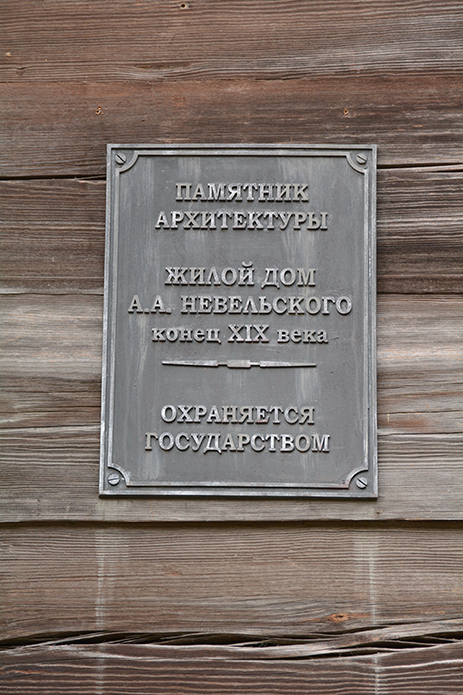 ПАМЯТНИК
АРХИТЕКТУРЫ
ЖИЛОЙ ДОМ
А.А. НЕВЕЛЬСКОГО
конец XIX века
ОХРАНЯЕТСЯ
ГОСУДАРСТВОМ